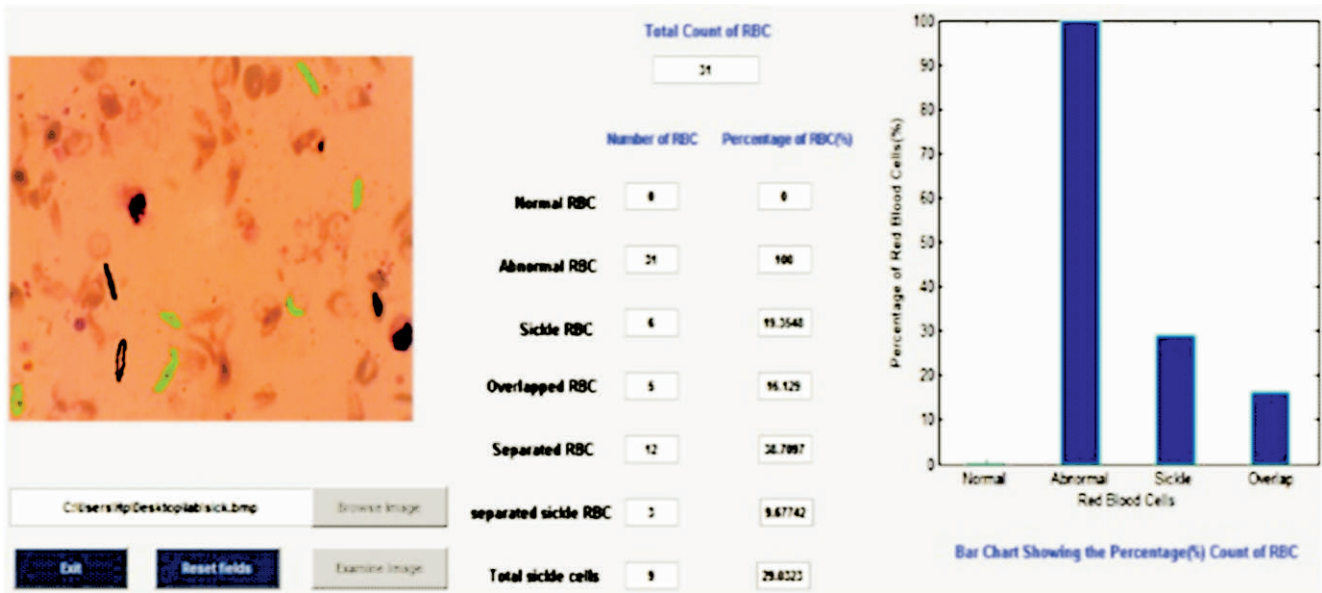 Total Count of RBC
31
Number of RBC Percentage of RBC(%)
Normal RBC 0 0
Abnormal RBC 31 100
Sickle RBC 6 19.3548
Overlapped RBC 5 16.129
Separated RBC 12 38.7097
separated sickle RBC 3 9.67742
Total sickle cells 9 29.0323
C:\Users\Hp\Desktop\lab\sick.bmp Browse Image
Exit Reset fields Examine Image
Percentage of Red Blood Cells(%)
100
90
80
70
60
50
40
30
20
10
0
Normal Abnormal Sickle Overlap
Red Blood Cells
Bar Chart Showing the Percentage(%) Count of RBC